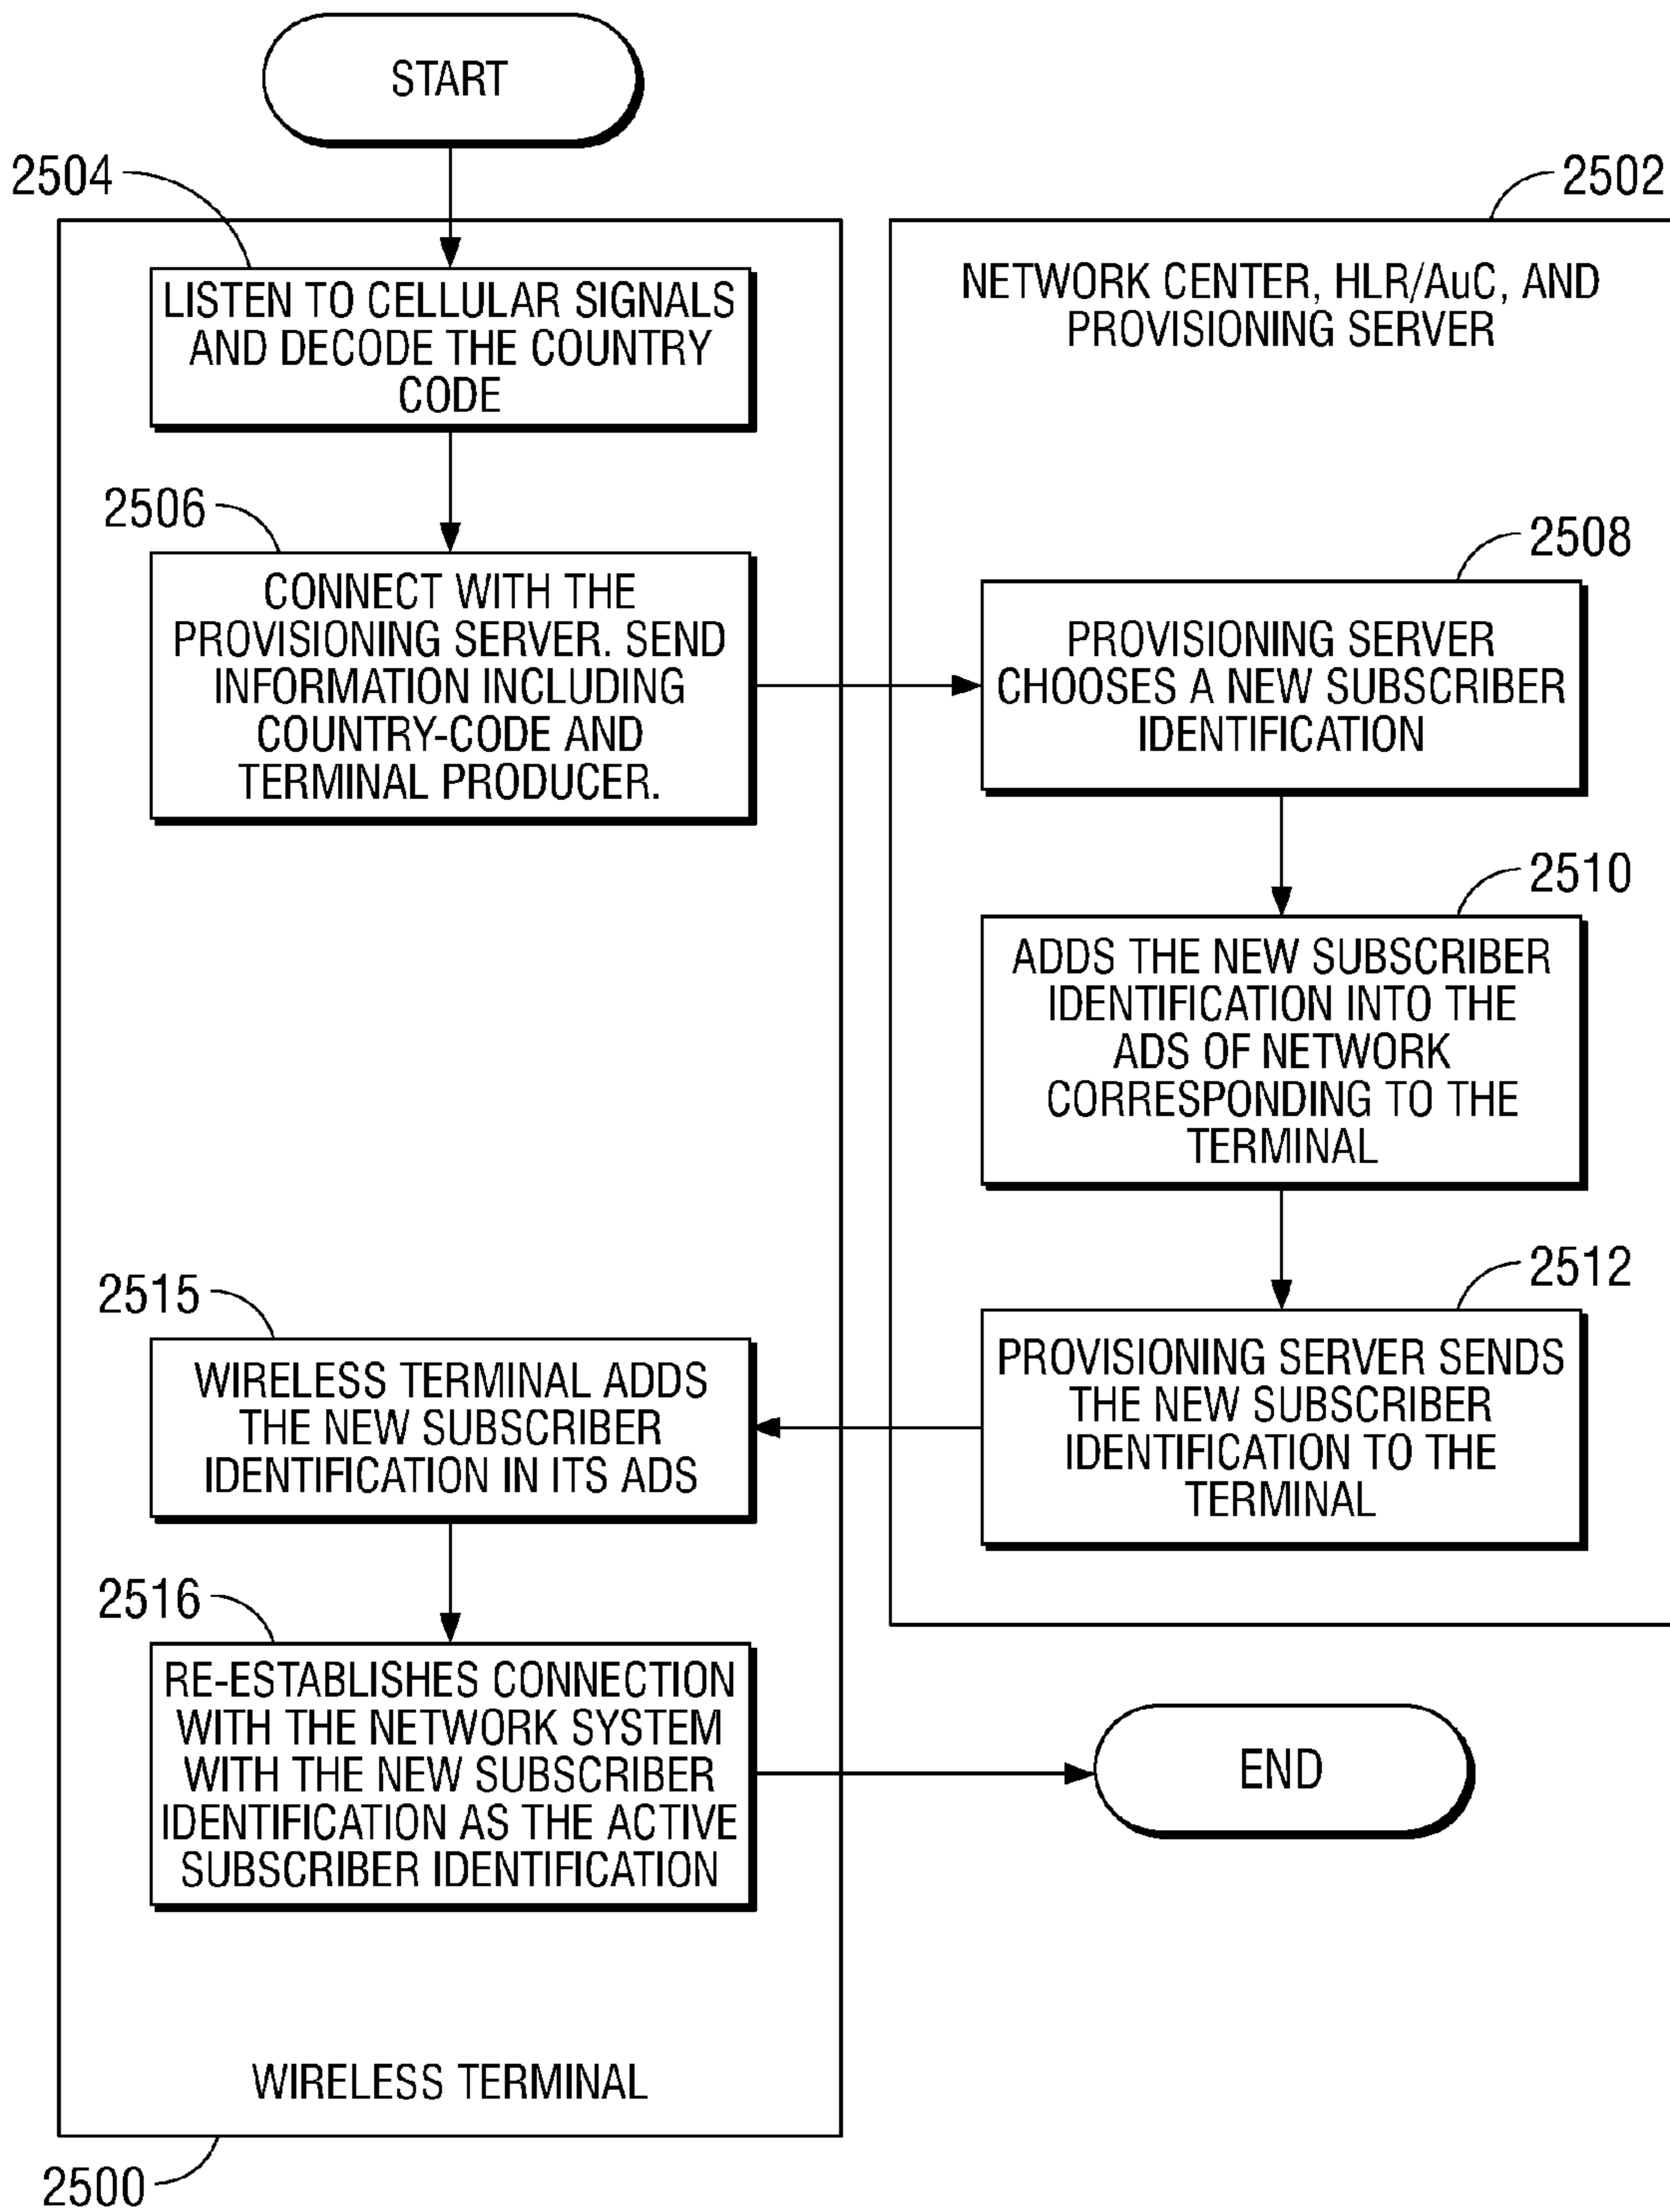 START
2504
2502
LISTEN TO CELLULAR SIGNALS
AND DECODE THE COUNTRY
CODE
NETWORK CENTER, HLR/AuC, AND
PROVISIONING SERVER
2506
CONNECT WITH THE
PROVISIONING SERVER. SEND
INFORMATION INCLUDING
COUNTRY-CODE AND
TERMINAL PRODUCER.
2508
PROVISIONING SERVER
CHOOSES A NEW SUBSCRIBER
IDENTIFICATION
2510
ADDS THE NEW SUBSCRIBER
IDENTIFICATION INTO THE
ADS OF NETWORK
CORRESPONDING TO THE
TERMINAL
2512
PROVISIONING SERVER SENDS
THE NEW SUBSCRIBER
IDENTIFICATION TO THE
TERMINAL
2515
WIRELESS TERMINAL ADDS
THE NEW SUBSCRIBER
IDENTIFICATION IN ITS ADS
2516
RE-ESTABLISHES CONNECTION
WITH THE NETWORK SYSTEM
WITH THE NEW SUBSCRIBER
IDENTIFICATION AS THE ACTIVE
SUBSCRIBER IDENTIFICATION
END
WIRELESS TERMINAL
2500